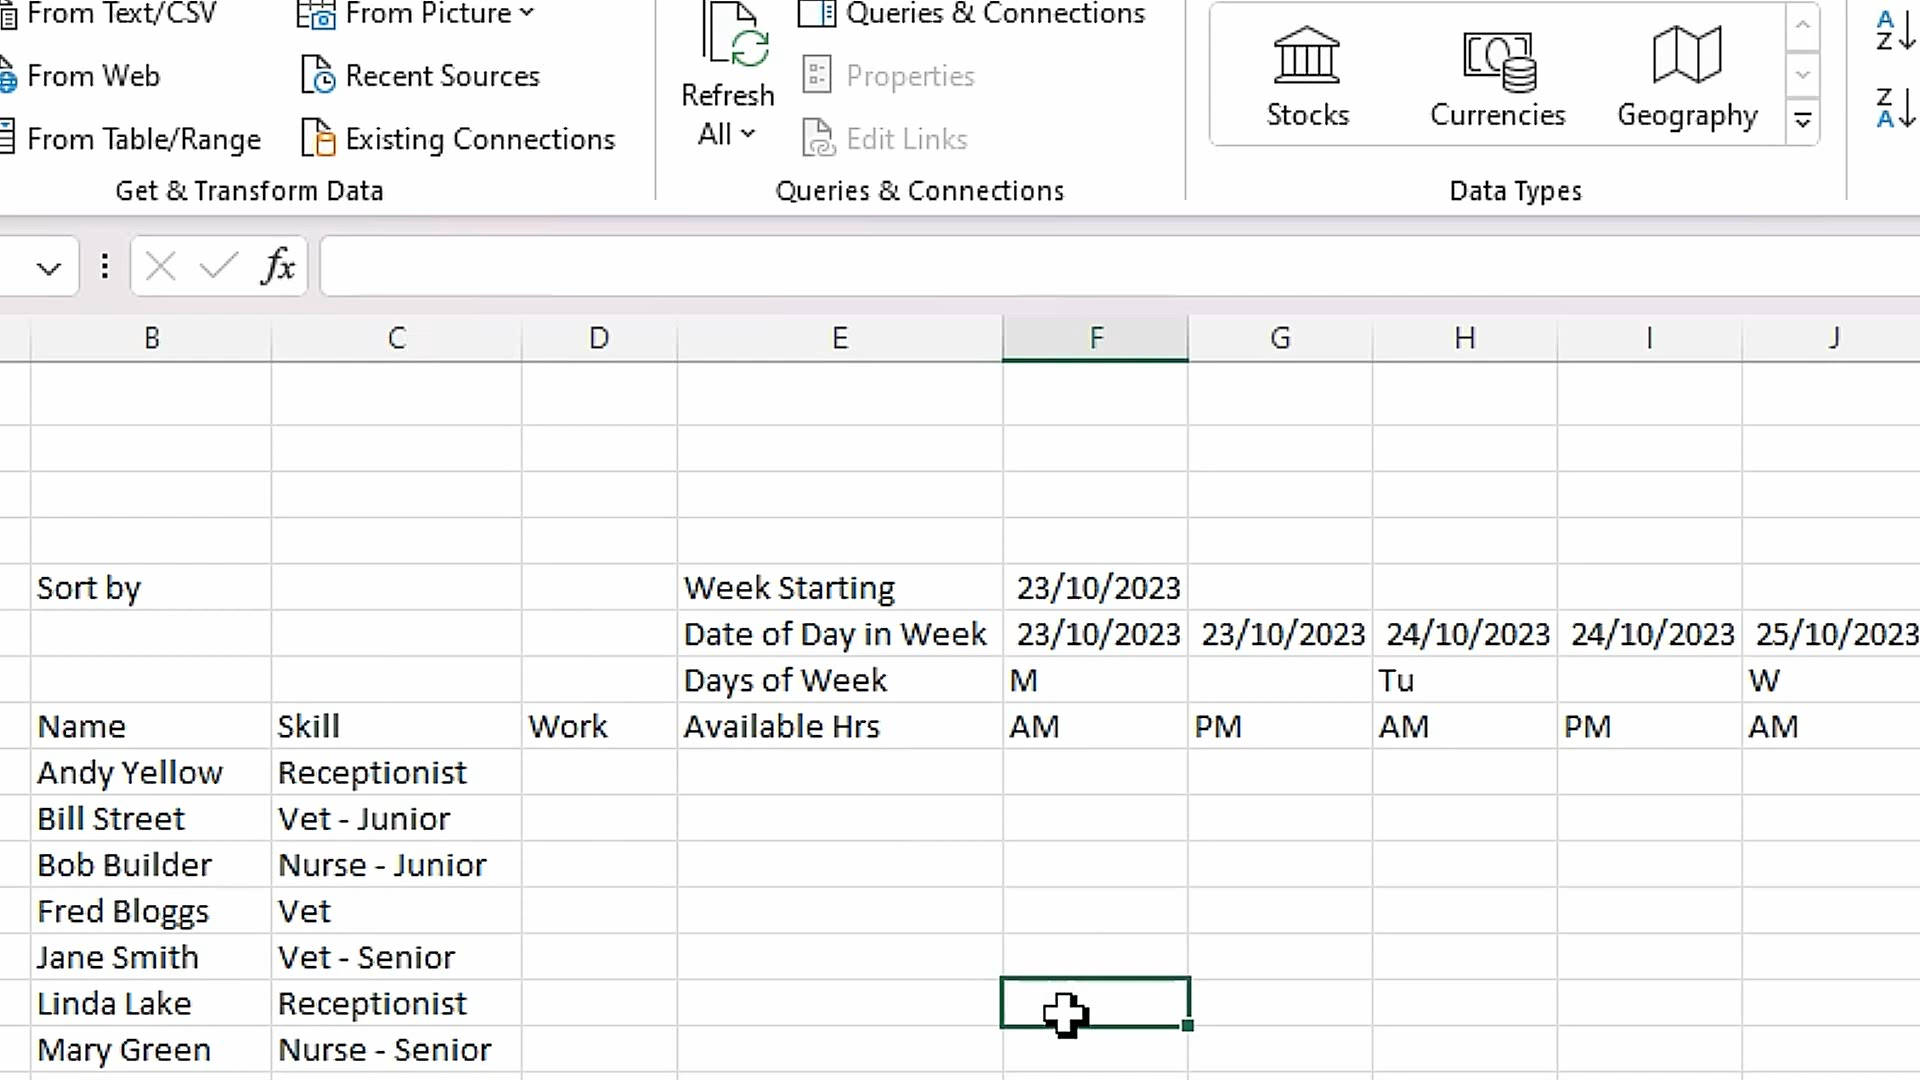 From Text/CSV From Picture
From Web Recent Sources
From Table/Range Existing Connections
Get & Transform Data
Refresh All
Queries & Connections
Properties
Edit Links
Queries & Connections
Stocks Currencies Geography
Data Types
A Z
Z A
fx
B C D E F G H I J
Sort by Week Starting 23/10/2023
Date of Day in Week 23/10/2023 23/10/2023 24/10/2023 24/10/2023 25/10/2023
Days of Week M Tu W
Name Skill Work Available Hrs AM PM AM PM AM
Andy Yellow Receptionist
Bill Street Vet - Junior
Bob Builder Nurse - Junior
Fred Bloggs Vet
Jane Smith Vet - Senior
Linda Lake Receptionist
Mary Green Nurse - Senior